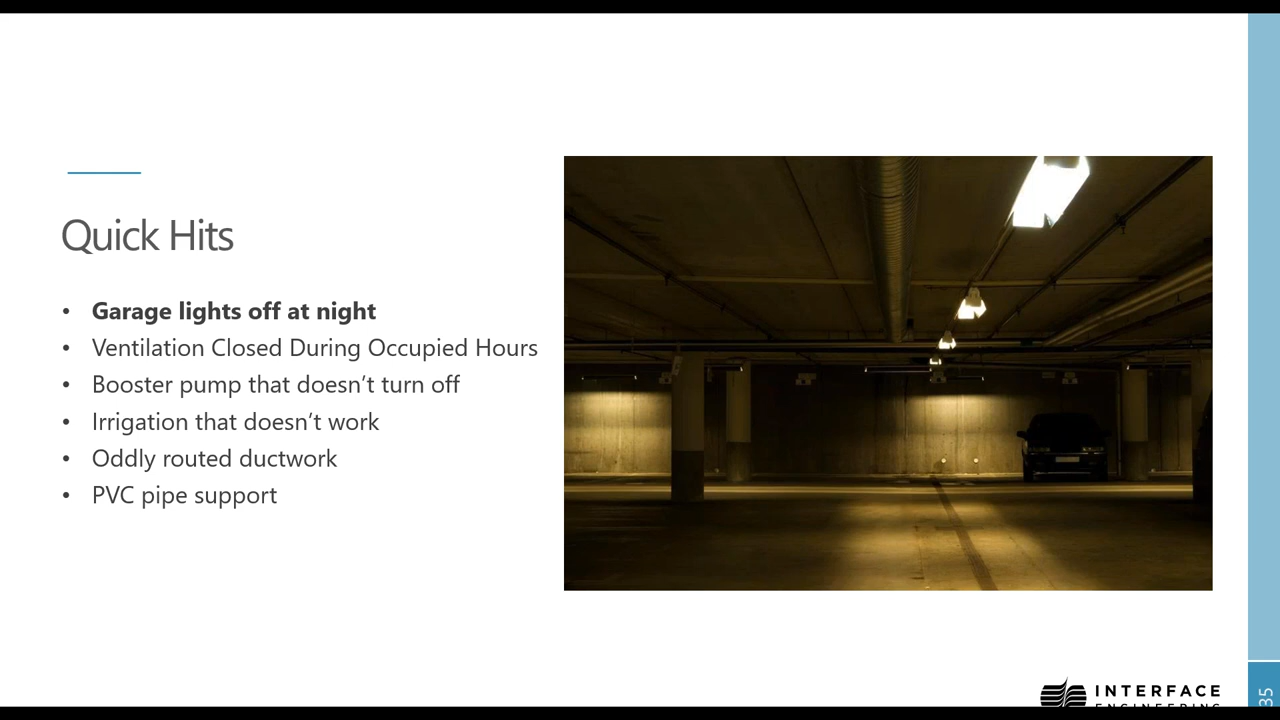 Quick Hits
• Garage lights off at night
• Ventilation Closed During Occupied Hours
• Booster pump that doesn’t turn off
• Irrigation that doesn’t work
• Oddly routed ductwork
• PVC pipe support
INTERFACE
ENGINEERING
35